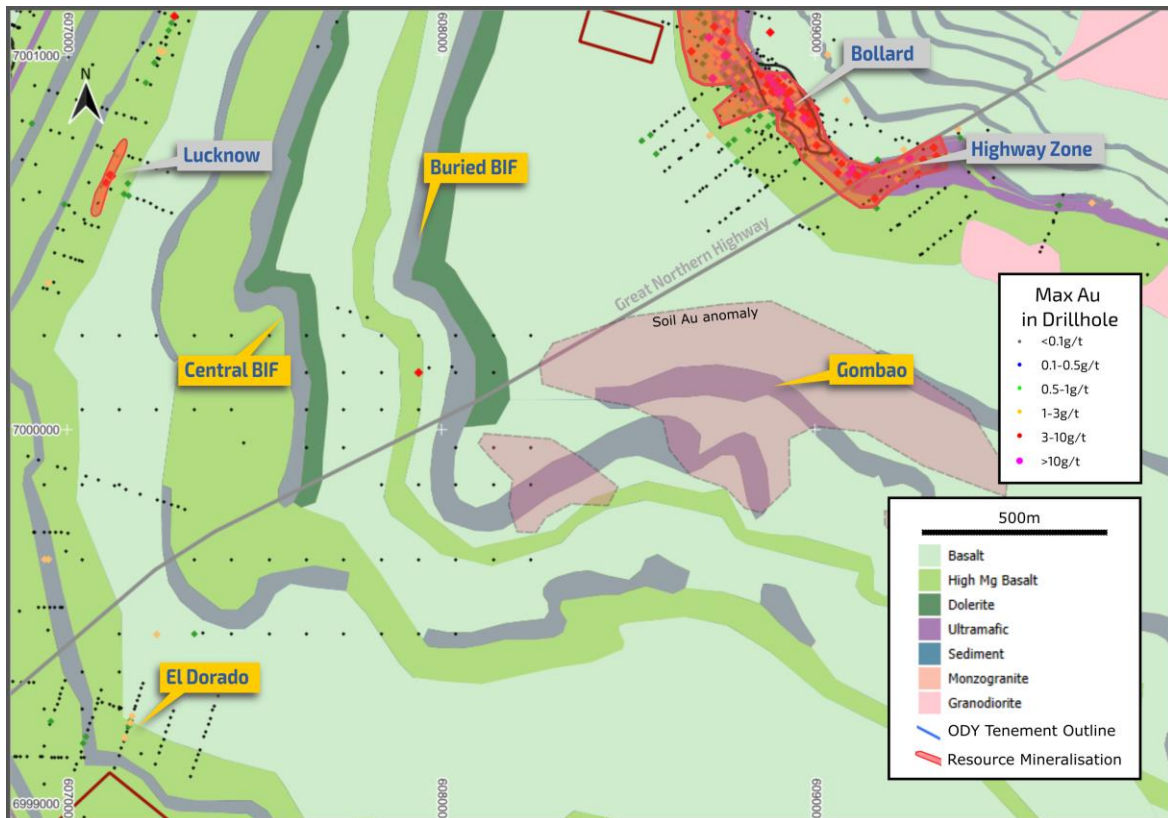 607000
608000
609000
7001000
N
Bollard
Lucknow
Highway Zone
Buried BIF
Great Northern Highway
Soil Au anomaly
Central BIF
Gombao
7000000
El Dorado
6999000
607000
608000
609000
Max Au
in Drillhole
<0.1g/t
0.1-0.5g/t
0.5-1g/t
1-3g/t
3-10g/t
>10g/t
500m
Basalt
High Mg Basalt
Dolerite
Ultramafic
Sediment
Monzogranite
Granodiorite
ODY Tenement Outline
Resource Mineralisation